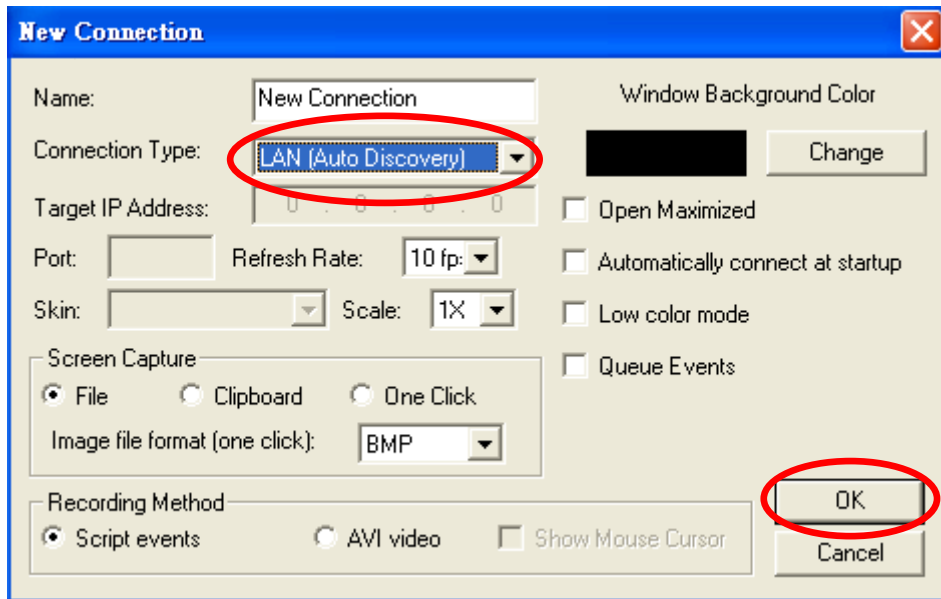 New Connection
Name: New Connection
Window Background Color
Connection Type: LAN (Auto Discovery)
Change
Target IP Address: 0 . 0 . 0 . 0
Open Maximized
Port: Refresh Rate: 10 fp
Automatically connect at startup
Skin: Scale: 1X
Low color mode
Screen Capture
Queue Events
File Clipboard One Click
Image file format (one click): BMP
Recording Method
OK
Script events AVI video Show Mouse Cursor
Cancel